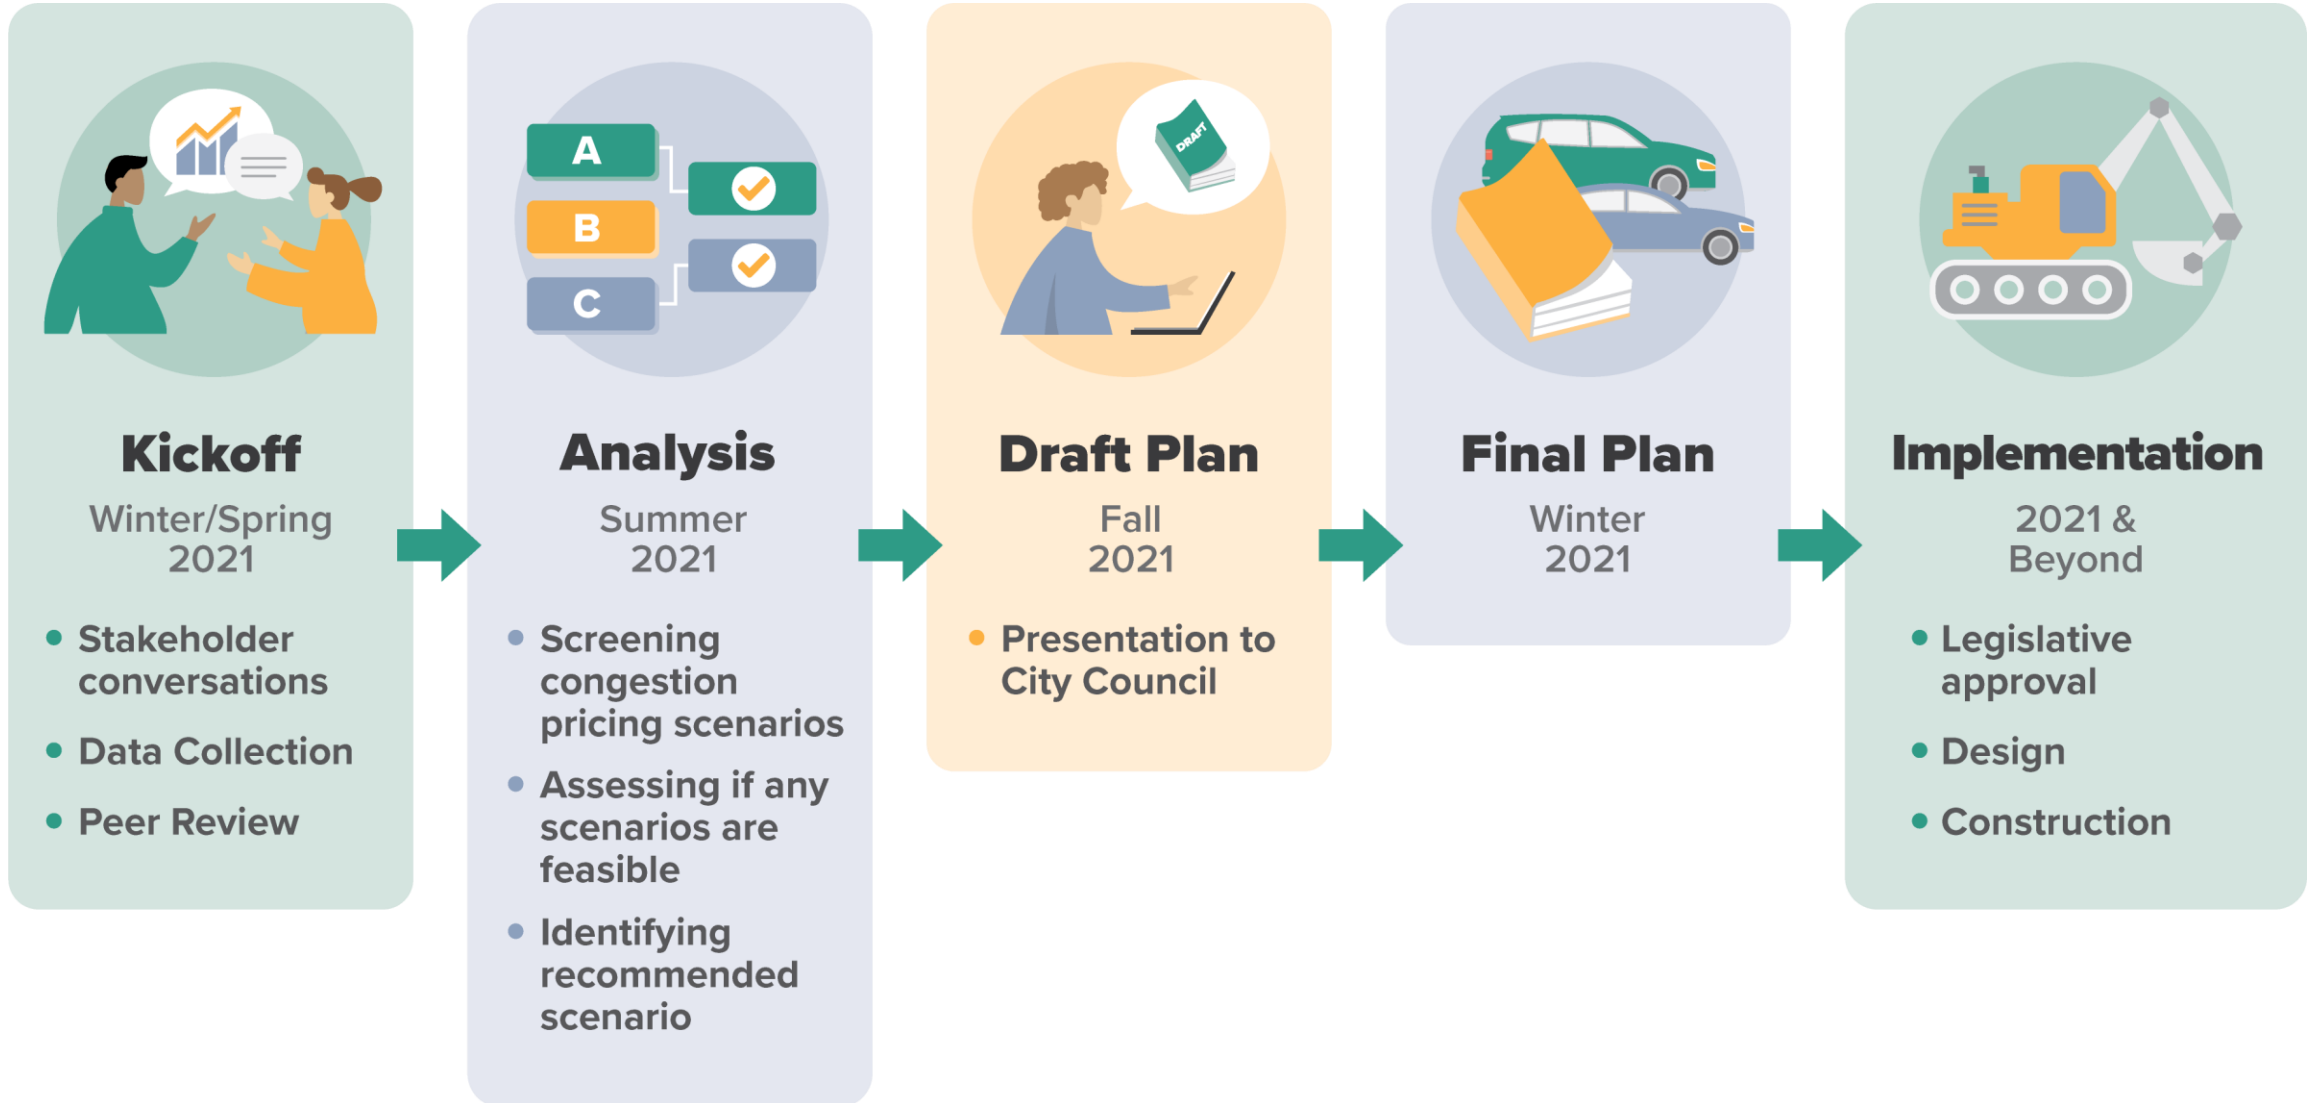 Kickoff
Winter/Spring
2021
Stakeholder
conversations
Data Collection
Peer Review
A
B
C
Analysis
Summer
2021
Screening
congestion
pricing scenarios
Assessing if any
scenarios are
feasible
Identifying
recommended
scenario
DRAFT
Draft Plan
Fall
2021
Presentation to
City Council
Final Plan
Winter
2021
Implementation
2021 &
Beyond
Legislative
approval
Design
Construction